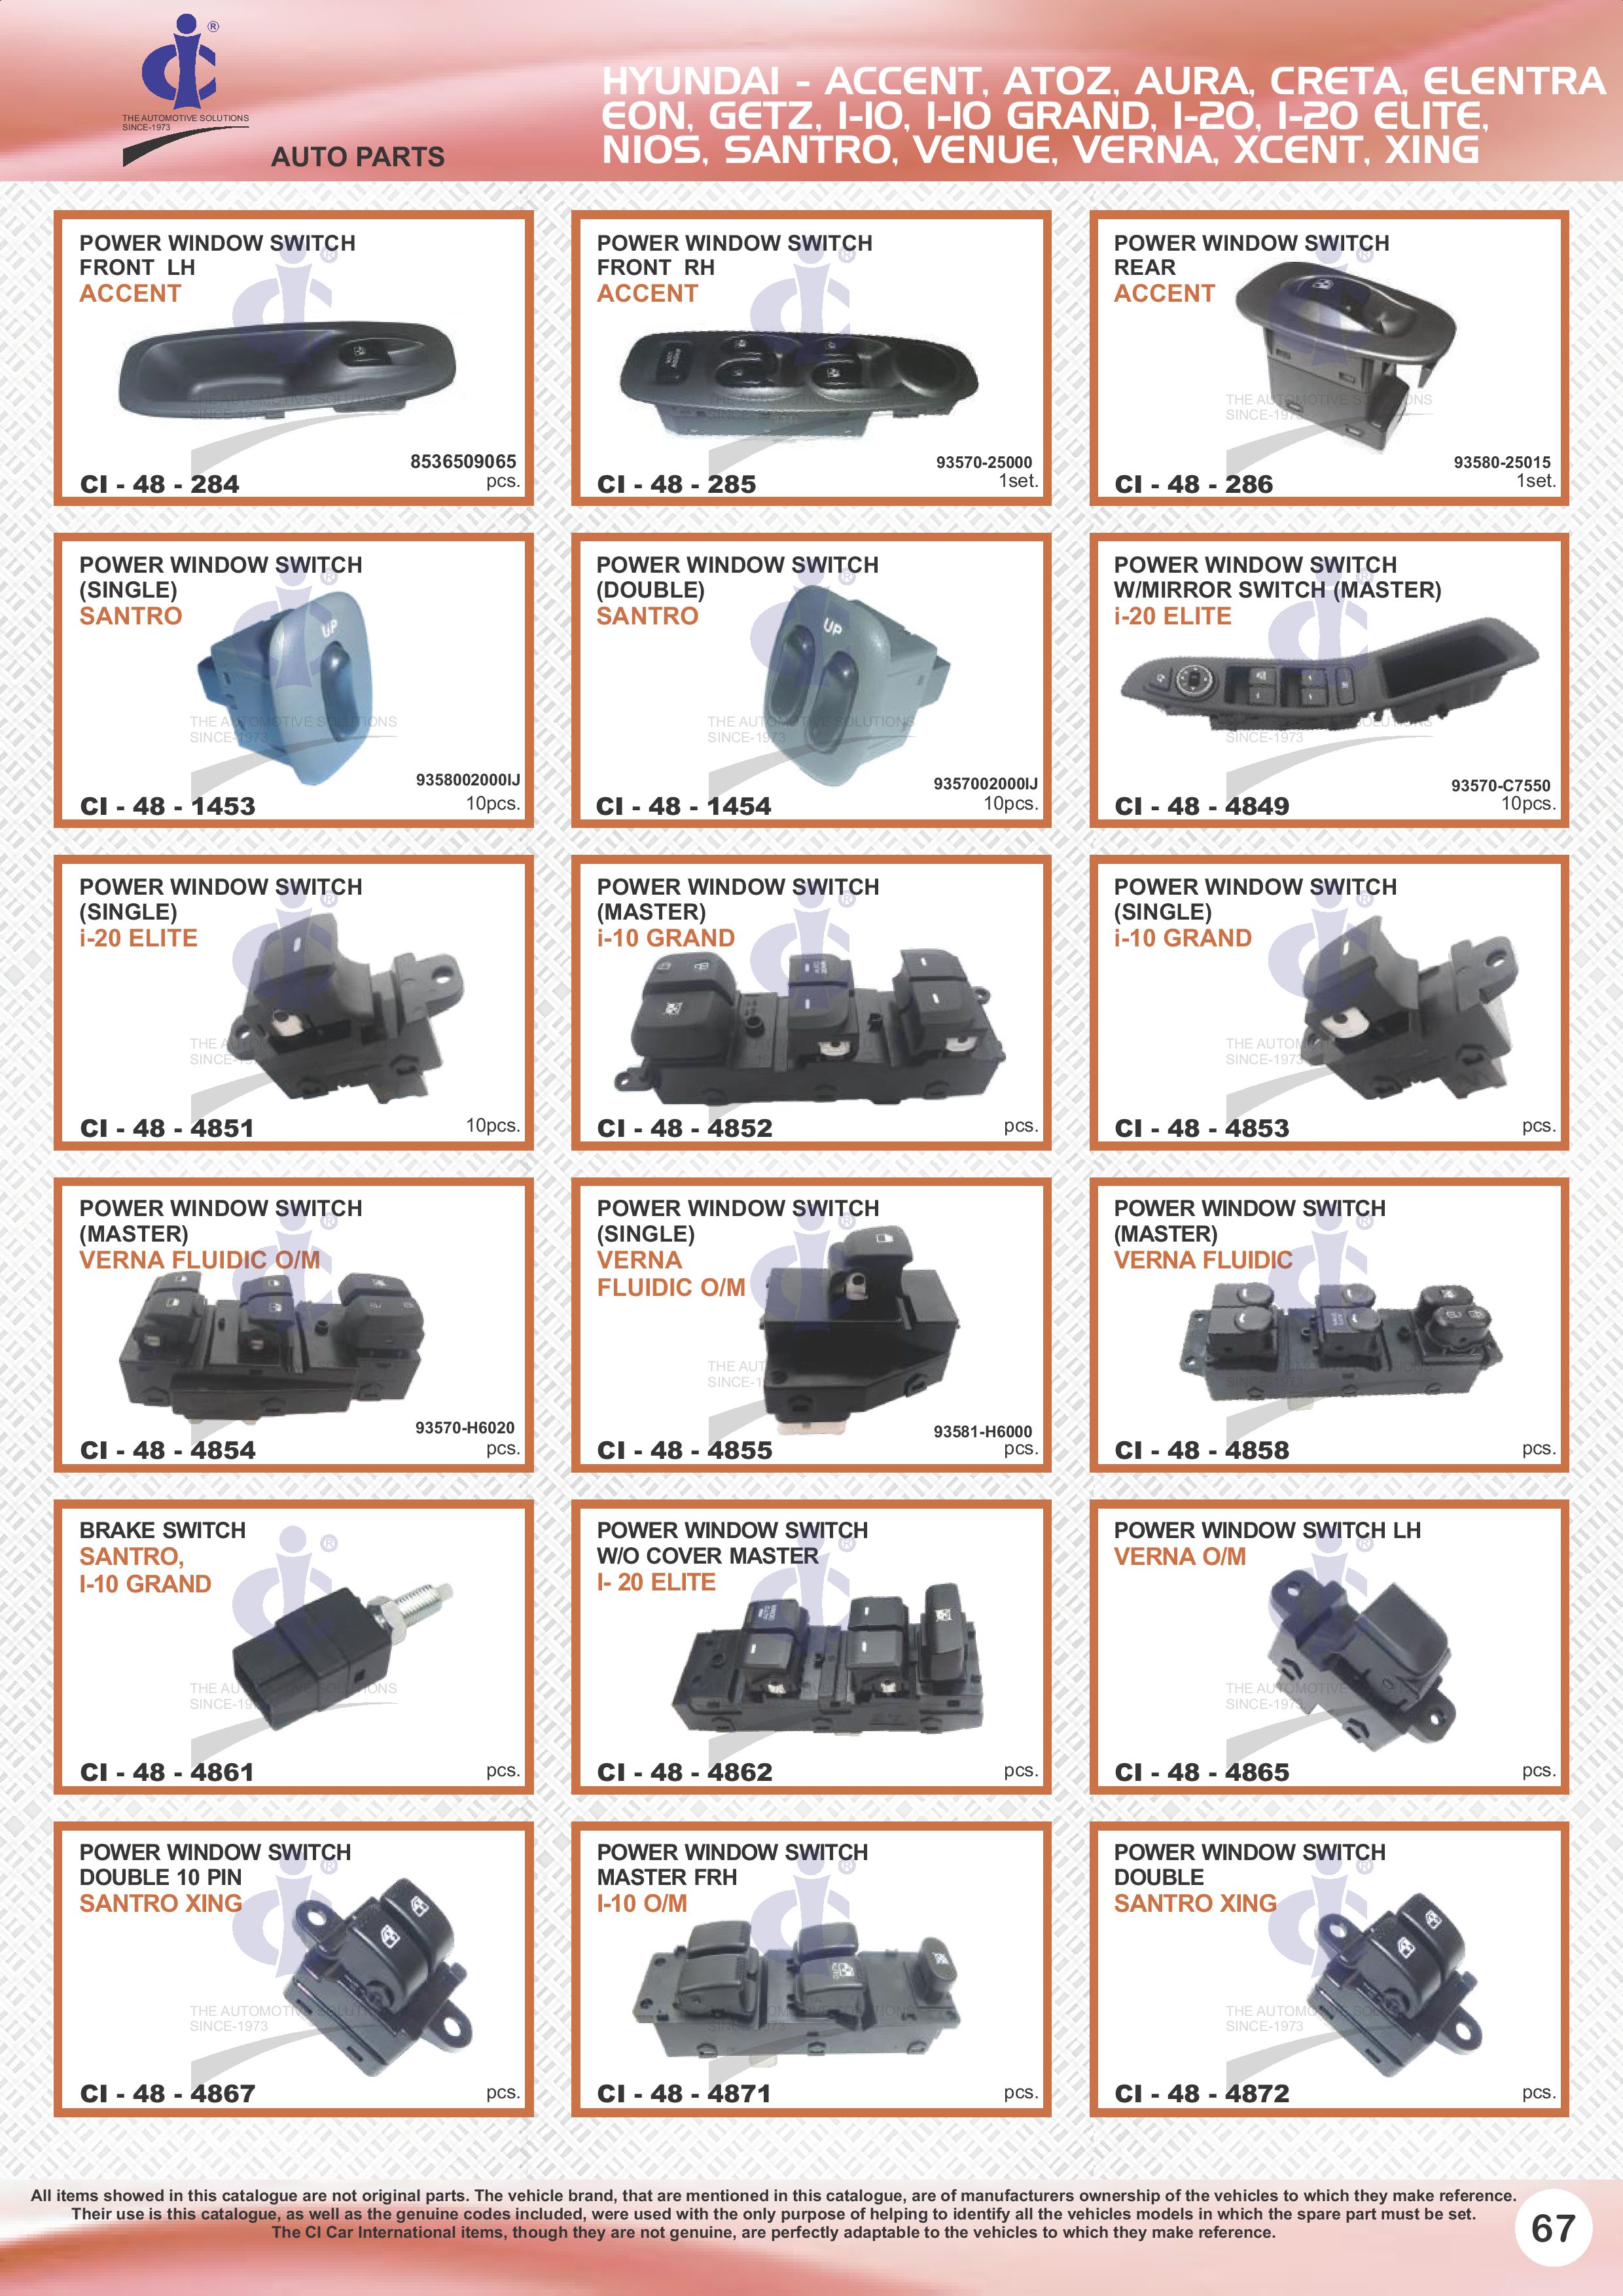 ®
THE AUTOMOTIVE SOLUTIONS
SINCE-1973
AUTO PARTS
HYUNDAI - ACCENT, ATOZ, AURA, CRETA, ELENTRA
EON, GETZ, I-10, I-10 GRAND, I-20, I-20 ELITE,
NIOS, SANTRO, VENUE, VERNA, XCENT, XING
POWER WINDOW SWITCH
FRONT LH
ACCENT
8536509065
CI - 48 - 284
pcs.
POWER WINDOW SWITCH
FRONT RH
ACCENT
93570-25000
CI - 48 - 285
1set.
POWER WINDOW SWITCH
REAR
ACCENT
93580-25015
CI - 48 - 286
1set.
POWER WINDOW SWITCH
(SINGLE)
SANTRO
UP
9358002000IJ
CI - 48 - 1453
10pcs.
POWER WINDOW SWITCH
(DOUBLE)
SANTRO
UP
9357002000IJ
CI - 48 - 1454
10pcs.
POWER WINDOW SWITCH
W/MIRROR SWITCH (MASTER)
i-20 ELITE
93570-C7550
CI - 48 - 4849
10pcs.
POWER WINDOW SWITCH
(SINGLE)
i-20 ELITE
CI - 48 - 4851
10pcs.
POWER WINDOW SWITCH
(MASTER)
i-10 GRAND
CI - 48 - 4852
pcs.
POWER WINDOW SWITCH
(SINGLE)
i-10 GRAND
CI - 48 - 4853
pcs.
POWER WINDOW SWITCH
(MASTER)
VERNA FLUIDIC O/M
93570-H6020
CI - 48 - 4854
pcs.
POWER WINDOW SWITCH
(SINGLE)
VERNA
FLUIDIC O/M
93581-H6000
CI - 48 - 4855
pcs.
POWER WINDOW SWITCH
(MASTER)
VERNA FLUIDIC
CI - 48 - 4858
pcs.
BRAKE SWITCH
SANTRO,
I-10 GRAND
CI - 48 - 4861
pcs.
POWER WINDOW SWITCH
W/O COVER MASTER
I- 20 ELITE
CI - 48 - 4862
pcs.
POWER WINDOW SWITCH LH
VERNA O/M
CI - 48 - 4865
pcs.
POWER WINDOW SWITCH
DOUBLE 10 PIN
SANTRO XING
CI - 48 - 4867
pcs.
POWER WINDOW SWITCH
MASTER FRH
I-10 O/M
CI - 48 - 4871
pcs.
POWER WINDOW SWITCH
DOUBLE
SANTRO XING
CI - 48 - 4872
pcs.
All items showed in this catalogue are not original parts. The vehicle brand, that are mentioned in this catalogue, are of manufacturers ownership of the vehicles to which they make reference.
Their use is this catalogue, as well as the genuine codes included, were used with the only purpose of helping to identify all the vehicles models in which the spare part must be set.
The CI Car International items, though they are not genuine, are perfectly adaptable to the vehicles to which they make reference.
67